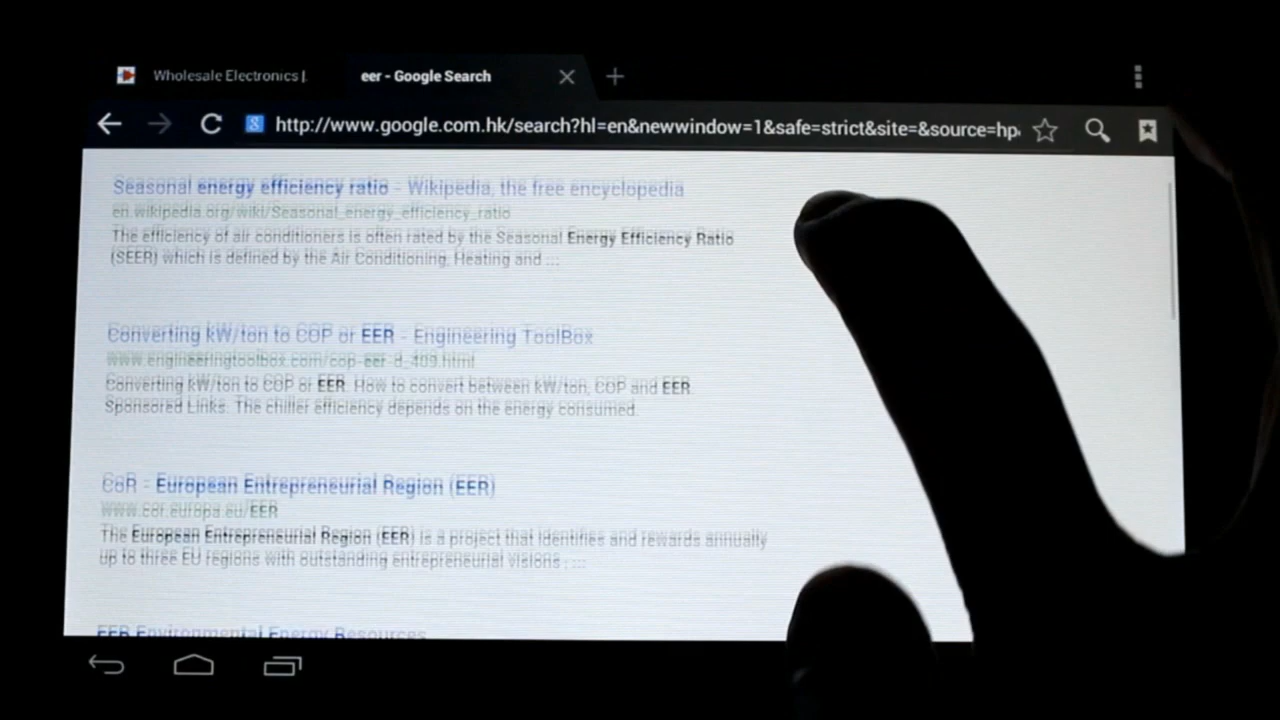 Wholesale Electronics |
eer - Google Search
http://www.google.com.hk/search?hl=en&newwindow=1&safe=strict&site=&source=hp
Seasonal energy efficiency ratio - Wikipedia, the free encyclopedia
en.wikipedia.org/wiki/Seasonal_energy_efficiency_ratio
The efficiency of air conditioners is often rated by the Seasonal Energy Efficiency Ratio
(SEER) which is defined by the Air Conditioning, Heating and ...
Converting kW/ton to COP or EER - Engineering ToolBox
www.engineeringtoolbox.com/cop-eer-d_409.html
Converting kW/ton to COP or EER. How to convert between kW/ton, COP and EER.
Sponsored Links. The chiller efficiency depends on the energy consumed.
CoR - European Entrepreneurial Region (EER)
www.cor.europa.eu/EER
The European Entrepreneurial Region (EER) is a project that identifies and rewards annually
up to three EU regions with outstanding entrepreneurial visions , ...
EER Environmental Energy Resources